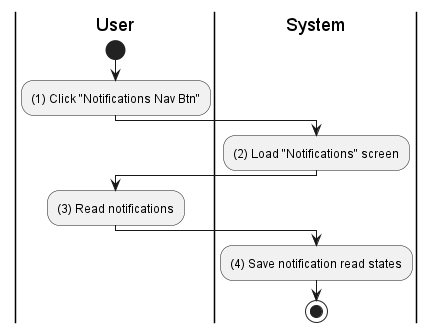 User
System
(1) Click "Notifications Nav Btn"
(2) Load "Notifications" screen
(3) Read notifications
(4) Save notification read states